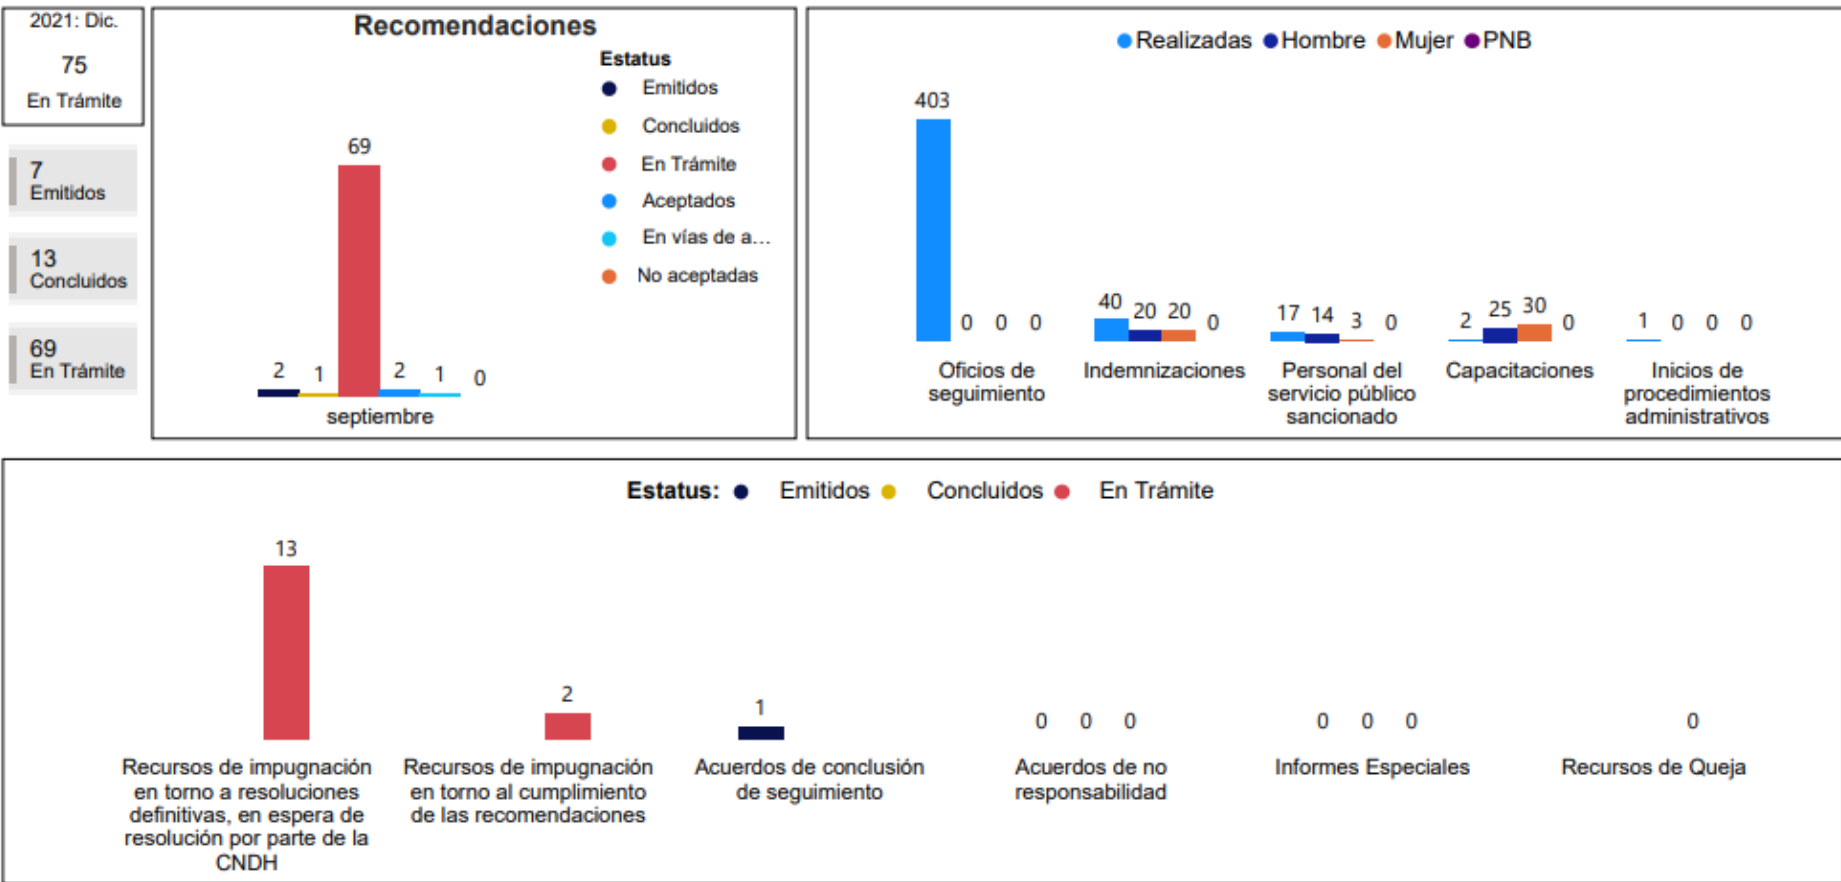 2021: Dic.
75
En Trámite
7
Emitidos
13
Concluidos
69
En Trámite
Recomendaciones
Estatus
Emitidos
Concluidos
En Trámite
Aceptados
En vías de a...
No aceptadas
69
2 1 2 1 0
septiembre
Realizadas Hombre Mujer PNB
403
0 0 0
40 20 20 0
17 14 3 0
2 25 30 0
1 0 0 0
Oficios de
seguimiento
Indemnizaciones
Personal del
servicio público
sancionado
Capacitaciones
Inicios de
procedimientos
administrativos
Estatus: Emitidos Concluidos En Trámite
13
2
1
0 0 0
0 0 0
0
Recursos de impugnación
en torno a resoluciones
definitivas, en espera de
resolución por parte de la
CNDH
Recursos de impugnación
en torno al cumplimiento
de las recomendaciones
Acuerdos de conclusión
de seguimiento
Acuerdos de no
responsabilidad
Informes Especiales
Recursos de Queja